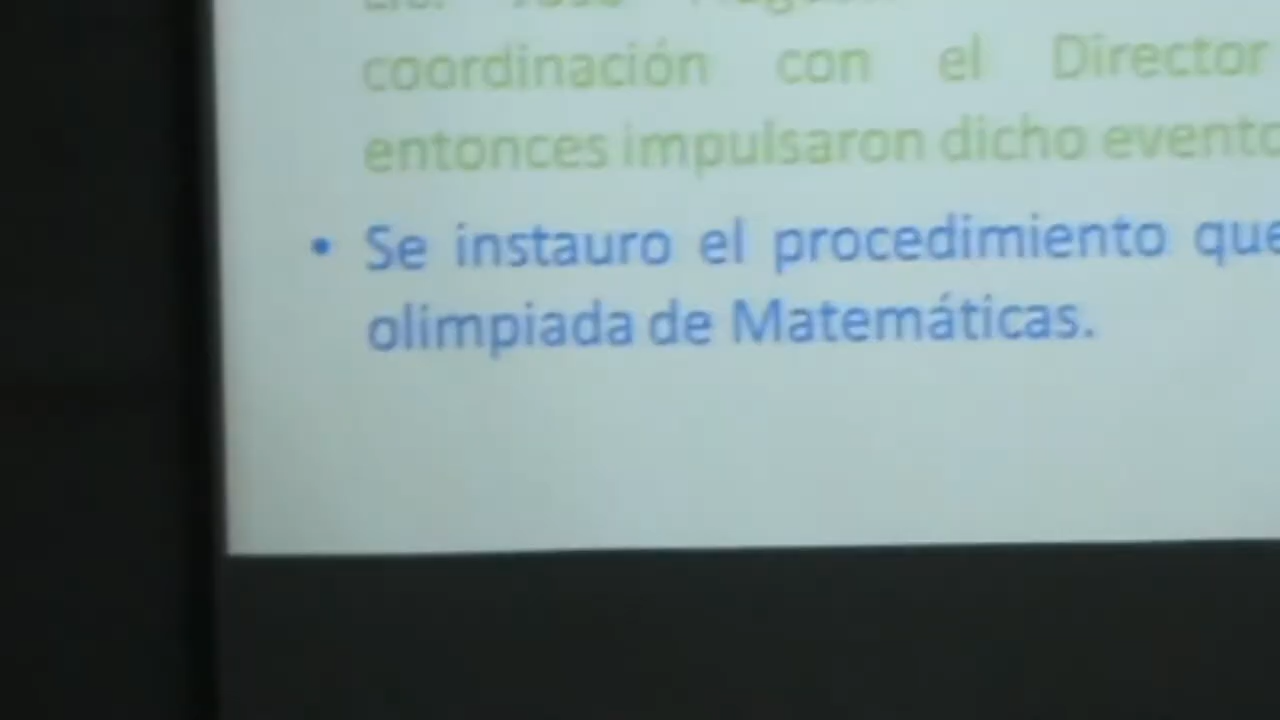 coordinación con el Director
entonces impulsaron dicho evento
• Se instauro el procedimiento que
olimpiada de Matemáticas.